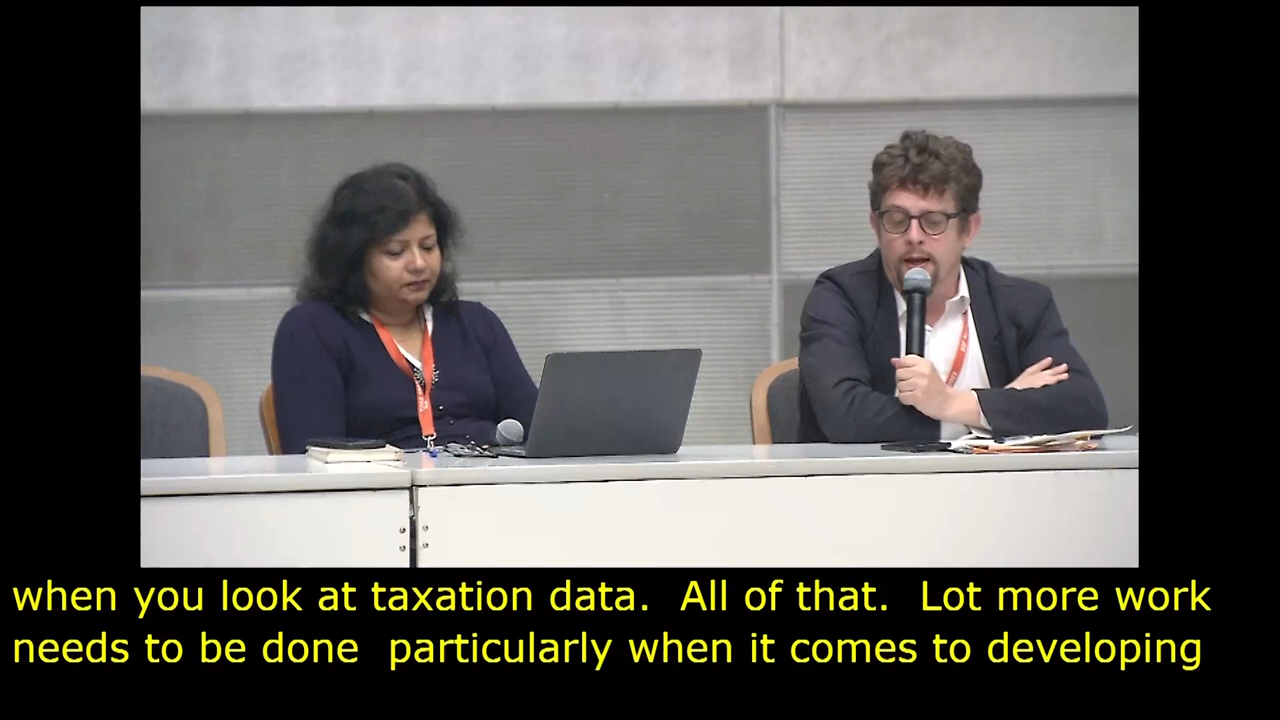 when you look at taxation data.  All of that.  Lot more work
needs to be done  particularly when it comes to developing